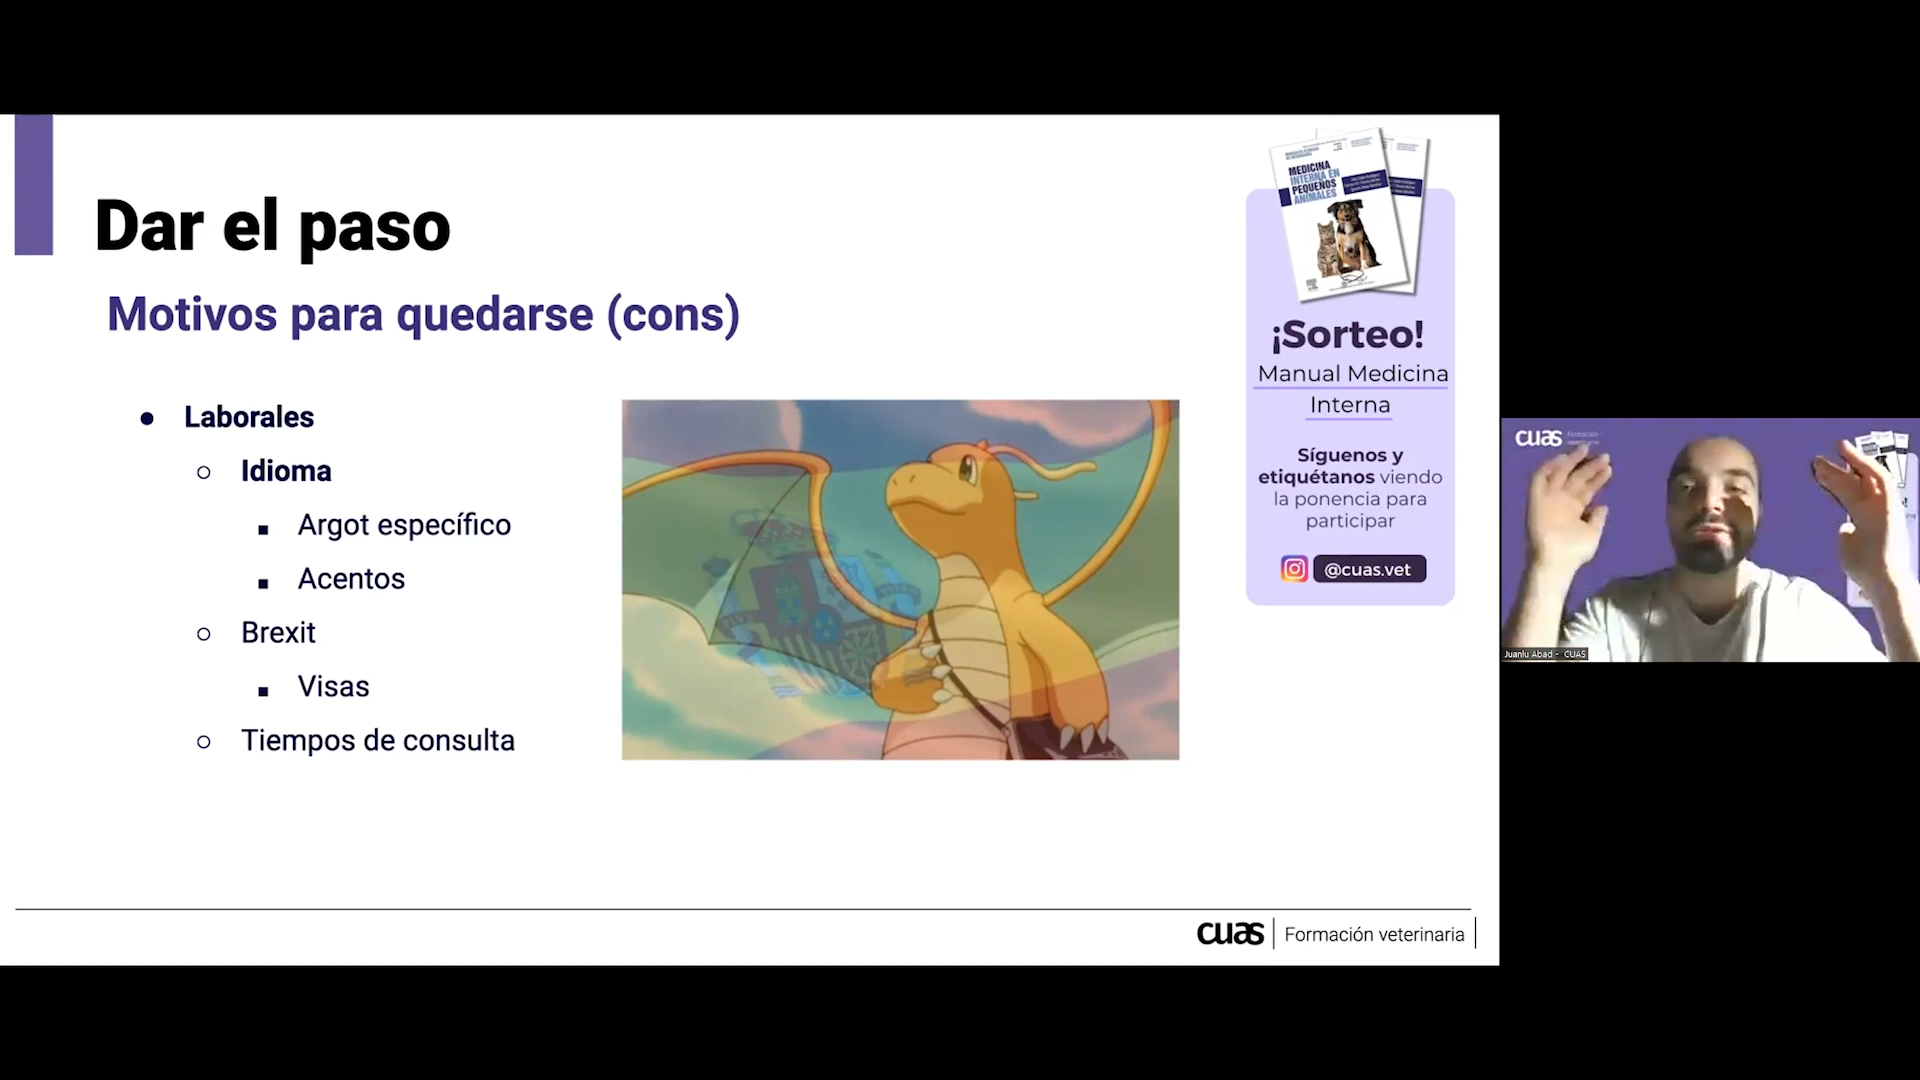 Dar el paso
Motivos para quedarse (cons)
● Laborales
○ Idioma
■ Argot específico
■ Acentos
○ Brexit
■ Visas
○ Tiempos de consulta
MEDICINA
INTERNA EN
PEQUEÑOS
ANIMALES
¡Sorteo!
Manual Medicina
Interna
Síguenos y
etiquétanos viendo
la ponencia para
participar
@cuas.vet
cuas
Formación
veterinaria
Juanlu Abad - CUAS
cuas | Formación veterinaria